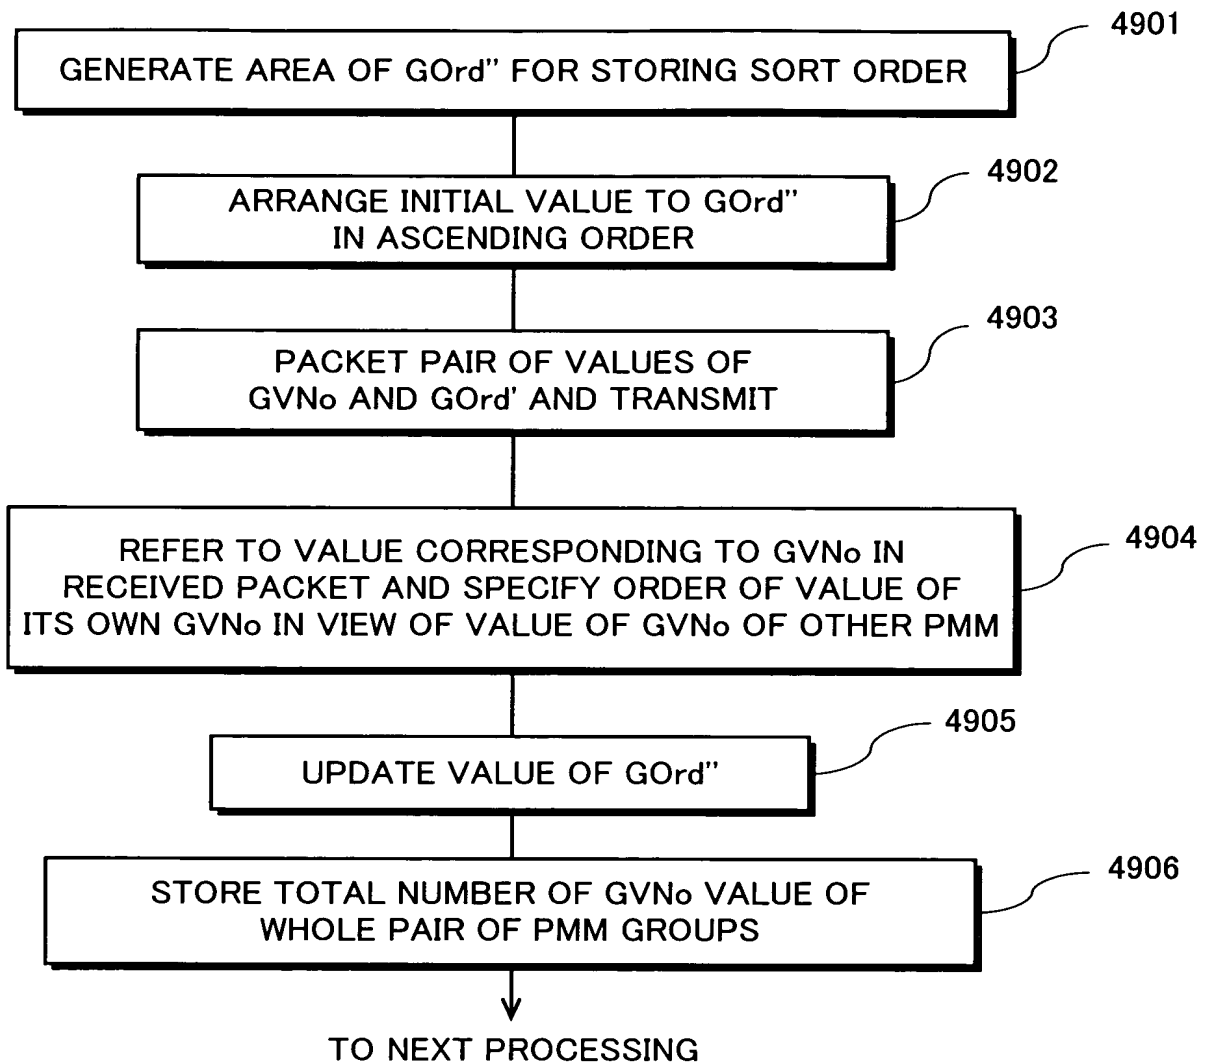 4901
GENERATE AREA OF GOrd" FOR STORING SORT ORDER
4902
ARRANGE INITIAL VALUE TO GOrd"
IN ASCENDING ORDER
4903
PACKET PAIR OF VALUES OF
GVNo AND GOrd' AND TRANSMIT
4904
REFER TO VALUE CORRESPONDING TO GVNo IN
RECEIVED PACKET AND SPECIFY ORDER OF VALUE OF
ITS OWN GVNo IN VIEW OF VALUE OF GVNo OF OTHER PMM
4905
UPDATE VALUE OF GOrd"
4906
STORE TOTAL NUMBER OF GVNo VALUE OF
WHOLE PAIR OF PMM GROUPS
TO NEXT PROCESSING